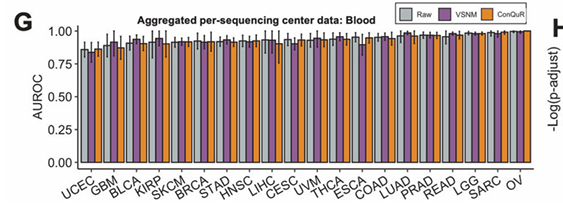 G
Aggregated per-sequencing center data: Blood
Raw VSNM ConQuR
H
AUROC
1.00
0.75
0.50
0.25
0.00
-Log(p-adjust)
UCEC GBM BLCA KIRP SKCM BRCA STAD HNSC LIHC CESC UVM THCA ESCA COAD LUAD PRAD READ LGG SARC OV